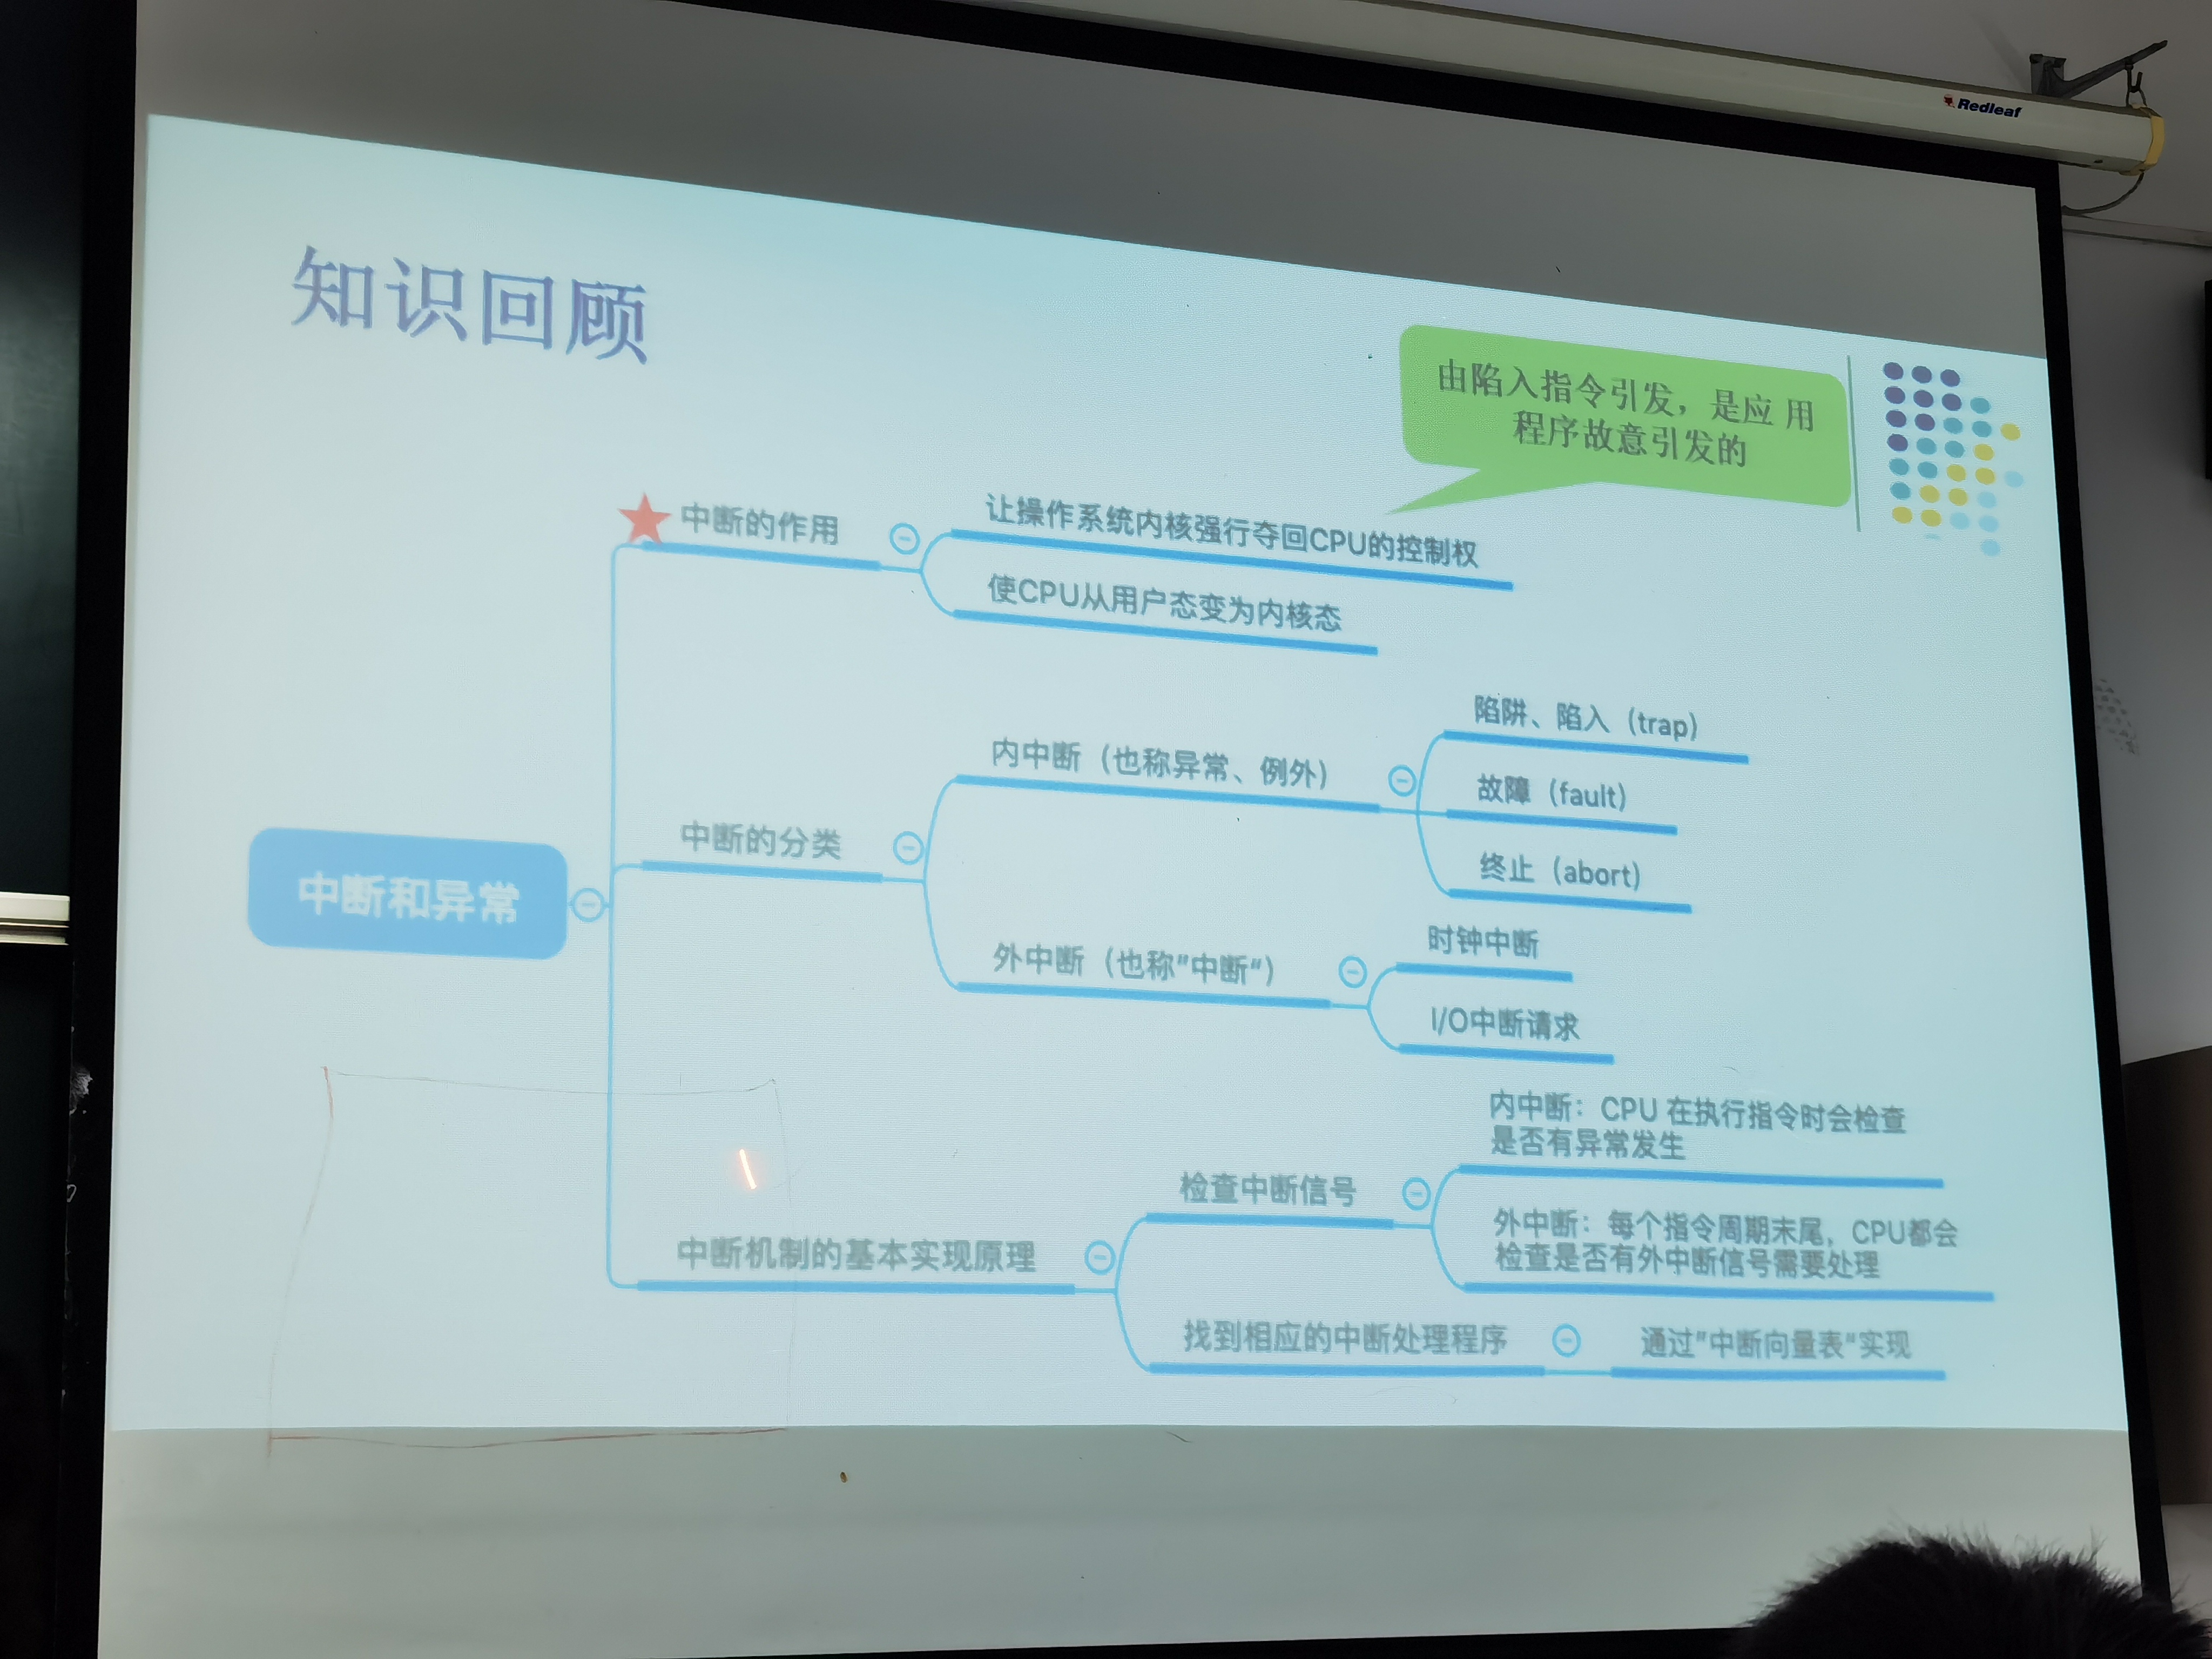 Redleaf
知识回顾
由陷入指令引发，是应 用
程序故意引发的
中断的作用
让操作系统内核强行夺回CPU的控制权
使CPU从用户态变为内核态
中断和异常
中断的分类
内中断（也称异常、例外）
陷阱、陷入（trap）
故障（fault）
终止（abort）
外中断（也称"中断"）
时钟中断
I/O中断请求
中断机制的基本实现原理
检查中断信号
内中断：CPU 在执行指令时会检查
是否有异常发生
外中断：每个指令周期末尾，CPU都会
检查是否有外中断信号需要处理
找到相应的中断处理程序
通过"中断向量表"实现